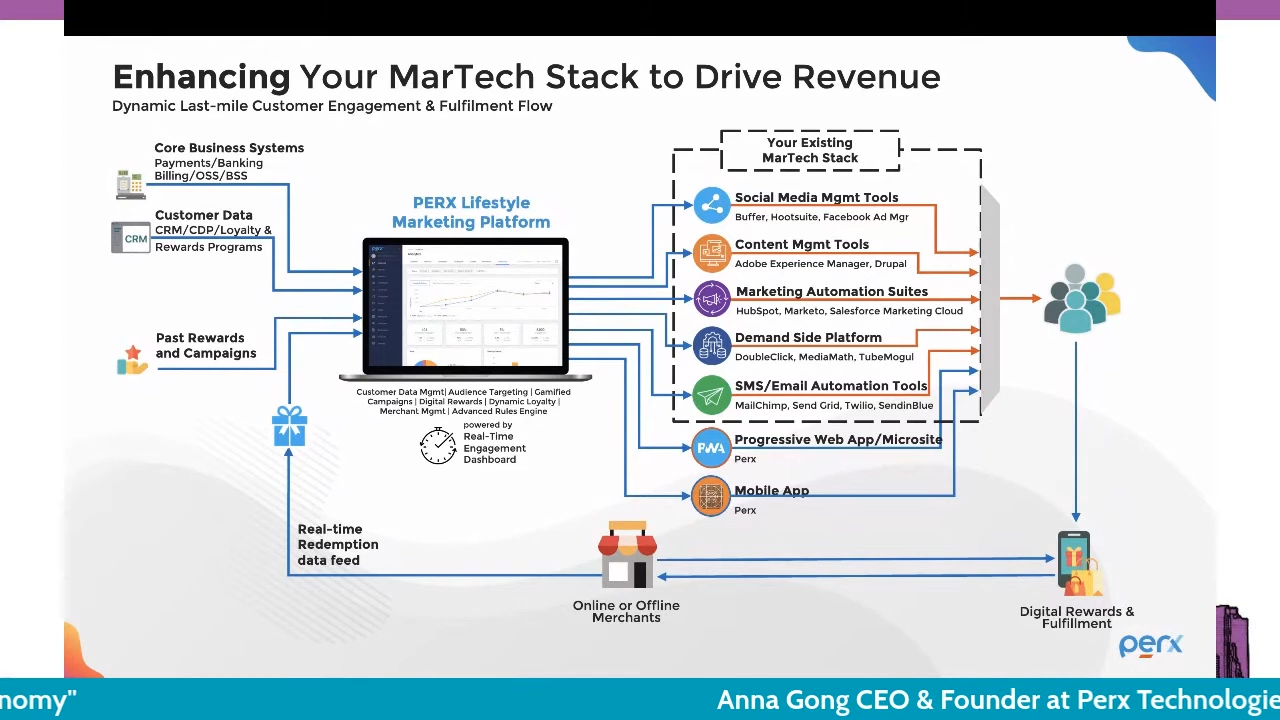 Enhancing Your MarTech Stack to Drive Revenue
Dynamic Last-mile Customer Engagement & Fulfilment Flow
Core Business Systems
Payments/Banking
Billing/OSS/BSS
Customer Data
CRM/CDP/Loyalty &
Rewards Programs
CRM
Past Rewards
and Campaigns
Real-time
Redemption
data feed
PERX Lifestyle
Marketing Platform
perx
Customer Data Mgmt| Audience Targeting | Gamified
Campaigns | Digital Rewards | Dynamic Loyalty |
Merchant Mgmt | Advanced Rules Engine
powered by
Real-Time
Engagement
Dashboard
Your Existing
MarTech Stack
Social Media Mgmt Tools
Buffer, Hootsuite, Facebook Ad Mgr
Content Mgmt Tools
Adobe Experience Manager, Drupal
Marketing Automation Suites
HubSpot, Marketo, Salesforce Marketing Cloud
Demand Side Platform
DoubleClick, MediaMath, TubeMogul
SMS/Email Automation Tools
MailChimp, Send Grid, Twilio, SendinBlue
PWA
Progressive Web App/Microsite
Perx
Mobile App
Perx
Online or Offline
Merchants
Digital Rewards &
Fulfillment
perx
nomy" Anna Gong CEO & Founder at Perx Technologie